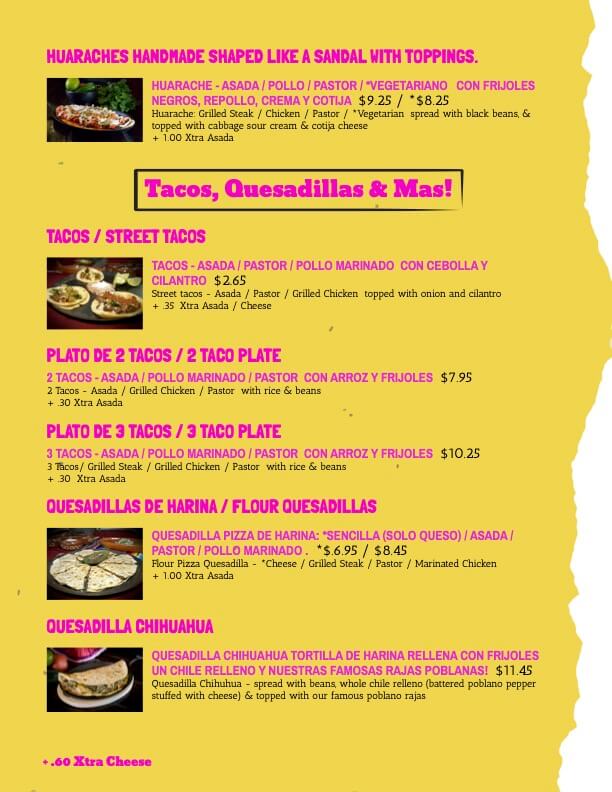 HUARACHES HANDMADE SHAPED LIKE A SANDAL WITH TOPPINGS.
HUARACHE - ASADA / POLLO / PASTOR / *VEGETARIANO CON FRIJOLES
NEGROS, REPOLLO, CREMA Y COTIJA $9.25 / *$8.25
Huarache: Grilled Steak / Chicken / Pastor / *Vegetarian spread with black beans, &
topped with cabbage sour cream & cotija cheese
+ 1.00 Xtra Asada
Tacos, Quesadillas & Mas!
TACOS / STREET TACOS
TACOS - ASADA / PASTOR / POLLO MARINADO CON CEBOLLA Y
CILANTRO $2.65
Street tacos - Asada / Pastor / Grilled Chicken topped with onion and cilantro
+ .35 Xtra Asada / Cheese
PLATO DE 2 TACOS / 2 TACO PLATE
2 TACOS - ASADA / POLLO MARINADO / PASTOR CON ARROZ Y FRIJOLES $7.95
2 Tacos - Asada / Grilled Chicken / Pastor with rice & beans
+ .30 Xtra Asada
PLATO DE 3 TACOS / 3 TACO PLATE
3 TACOS - ASADA / POLLO MARINADO / PASTOR CON ARROZ Y FRIJOLES $10.25
3 Tacos/ Grilled Steak / Grilled Chicken / Pastor with rice & beans
+ .30 Xtra Asada
QUESADILLAS DE HARINA / FLOUR QUESADILLAS
QUESADILLA PIZZA DE HARINA: *SENCILLA (SOLO QUESO) / ASADA /
PASTOR / POLLO MARINADO . *$.6.95 / $8.45
Flour Pizza Quesadilla - *Cheese / Grilled Steak / Pastor / Marinated Chicken
+ 1.00 Xtra Asada
QUESADILLA CHIHUAHUA
QUESADILLA CHIHUAHUA TORTILLA DE HARINA RELLENA CON FRIJOLES
UN CHILE RELLENO Y NUESTRAS FAMOSAS RAJAS POBLANAS! $11.45
Quesadilla Chihuhua - spread with beans, whole chile relleno (battered poblano pepper
stuffed with cheese) & topped with our famous poblano rajas
+ .60 Xtra Cheese